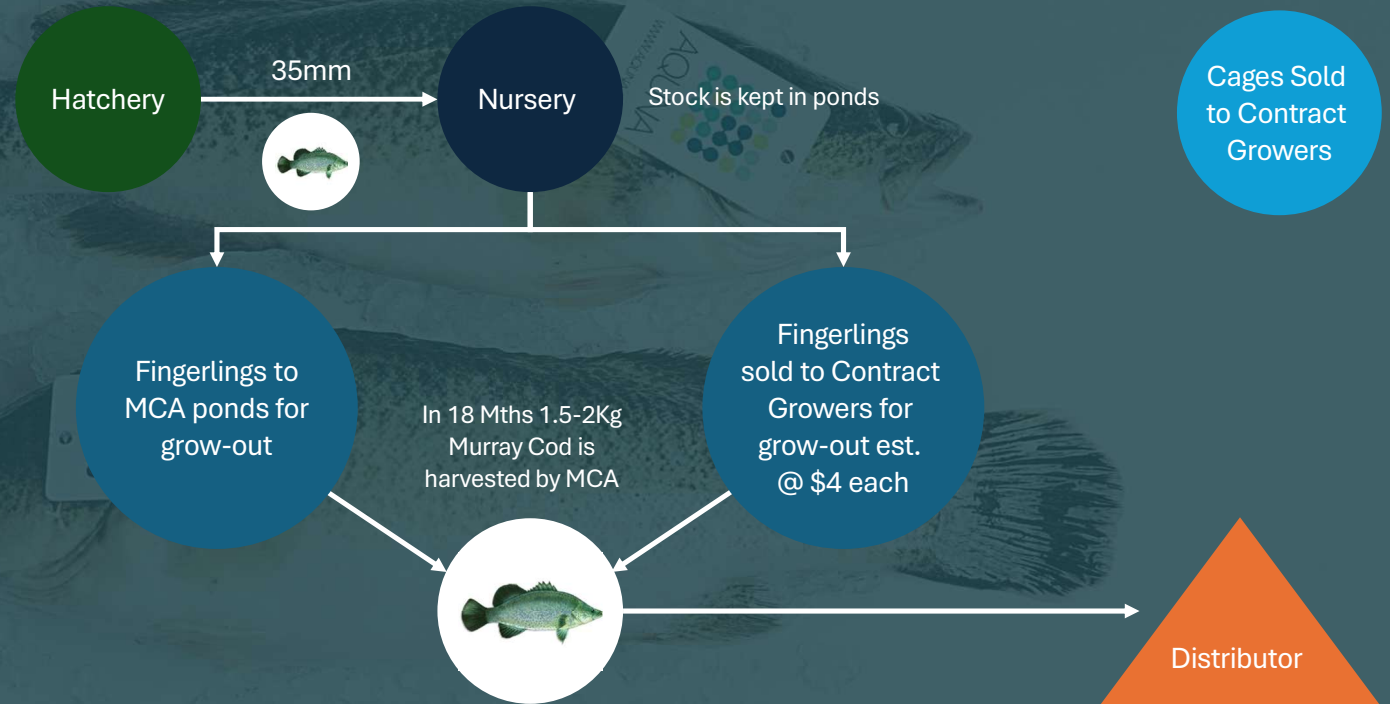 Hatchery
35mm
Nursery
Stock is kept in ponds
AQUNA
Cages Sold
to Contract
Growers
Fingerlings to
MCA ponds for
grow-out
In 18 Mths 1.5-2Kg
Murray Cod is
harvested by MCA
Fingerlings
sold to Contract
Growers for
grow-out est.
@ $4 each
Distributor